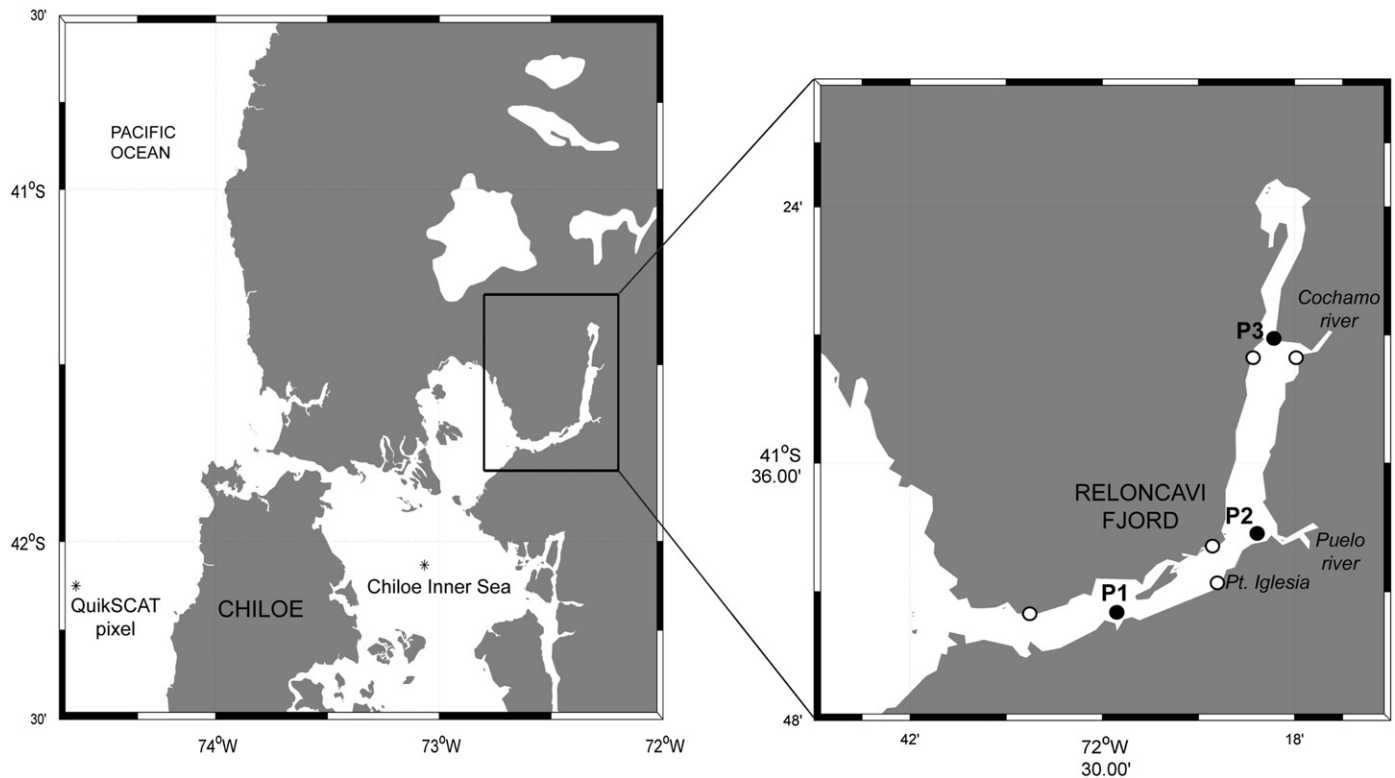 30'
PACIFIC
OCEAN
41°S
42°S
*
QuikSCAT
pixel
CHILOE
*
Chiloe Inner Sea
30'
74°W
73°W
72°W
24'
Cochamo
river
P3
41°S
36.00'
RELONCAVI
FJORD
P2
Puelo
river
Pt. Iglesia
P1
48'
42'
72°W
30.00'
18'